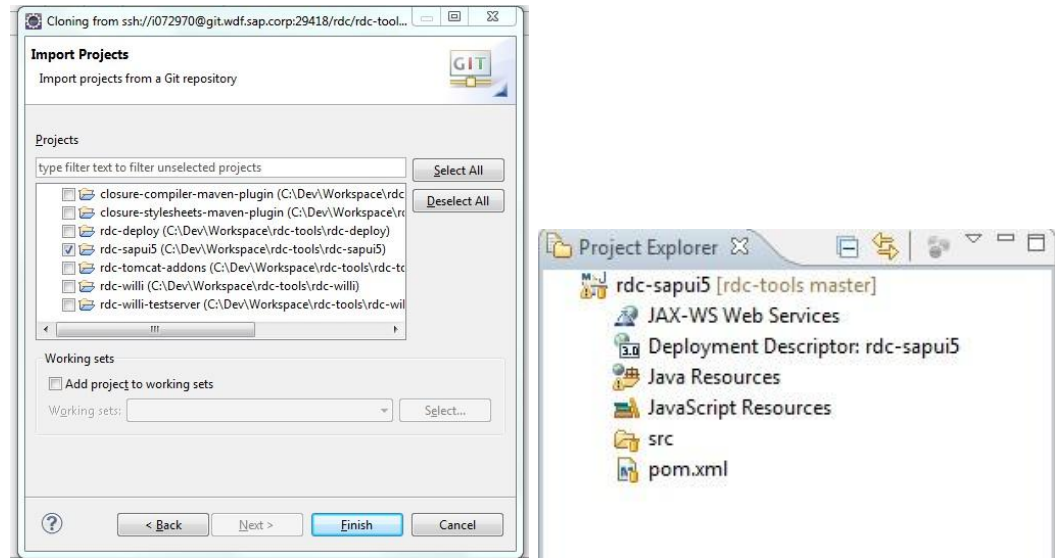 Cloning from ssh://i072970@git.wdf.sap.corp:29418/rdc/rdc-tool...
Import Projects
Import projects from a Git repository
GIT
Projects
type filter text to filter unselected projects
Select All
Deselect All
closure-compiler-maven-plugin (C:\Dev\Workspace\rdc
closure-stylesheets-maven-plugin (C:\Dev\Workspace\rd
rdc-deploy (C:\Dev\Workspace\rdc-tools\rdc-deploy)
rdc-sapui5 (C:\Dev\Workspace\rdc-tools\rdc-sapui5)
rdc-tomcat-addons (C:\Dev\Workspace\rdc-tools\rdc-to
rdc-willi (C:\Dev\Workspace\rdc-tools\rdc-willi)
rdc-willi-testserver (C:\Dev\Workspace\rdc-tools\rdc-wil
Working sets
Add project to working sets
Working sets:
Select...
< Back
Next >
Finish
Cancel
Project Explorer
rdc-sapui5 [rdc-tools master]
JAX-WS Web Services
3.0 Deployment Descriptor: rdc-sapui5
Java Resources
JavaScript Resources
src
pom.xml